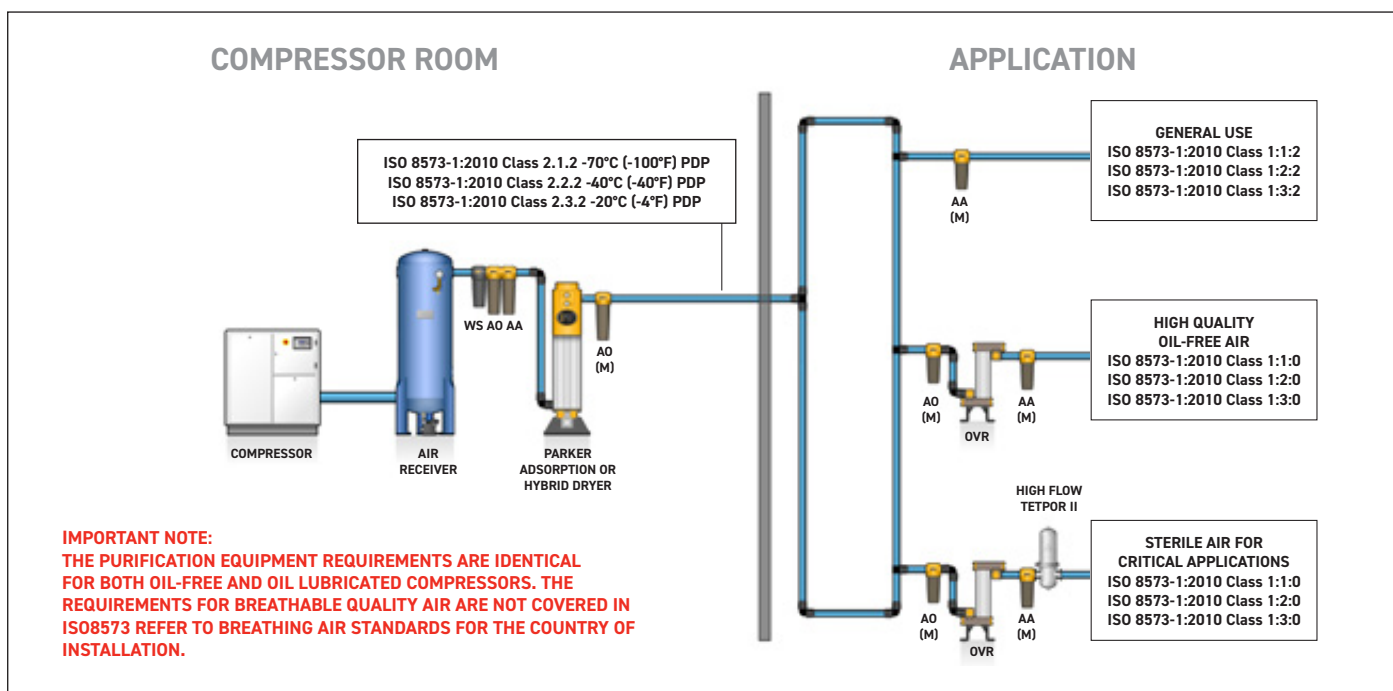 COMPRESSOR ROOM
APPLICATION
ISO 8573-1:2010 Class 2.1.2 -70°C (-100°F) PDP
ISO 8573-1:2010 Class 2.2.2 -40°C (-40°F) PDP
ISO 8573-1:2010 Class 2.3.2 -20°C (-4°F) PDP
GENERAL USE
ISO 8573-1:2010 Class 1:1:2
ISO 8573-1:2010 Class 1:2:2
ISO 8573-1:2010 Class 1:3:2
AA
(M)
WS AO AA
AO
(M)
COMPRESSOR
AIR
RECEIVER
PARKER
ADSORPTION OR
HYBRID DRYER
HIGH QUALITY
OIL-FREE AIR
ISO 8573-1:2010 Class 1:1:0
ISO 8573-1:2010 Class 1:2:0
ISO 8573-1:2010 Class 1:3:0
AO
(M)
OVR
AA
(M)
HIGH FLOW
TETPOR II
STERILE AIR FOR
CRITICAL APPLICATIONS
ISO 8573-1:2010 Class 1:1:0
ISO 8573-1:2010 Class 1:2:0
ISO 8573-1:2010 Class 1:3:0
AO
(M)
OVR
AA
(M)
IMPORTANT NOTE:
THE PURIFICATION EQUIPMENT REQUIREMENTS ARE IDENTICAL
FOR BOTH OIL-FREE AND OIL LUBRICATED COMPRESSORS. THE
REQUIREMENTS FOR BREATHABLE QUALITY AIR ARE NOT COVERED IN
ISO8573 REFER TO BREATHING AIR STANDARDS FOR THE COUNTRY OF
INSTALLATION.